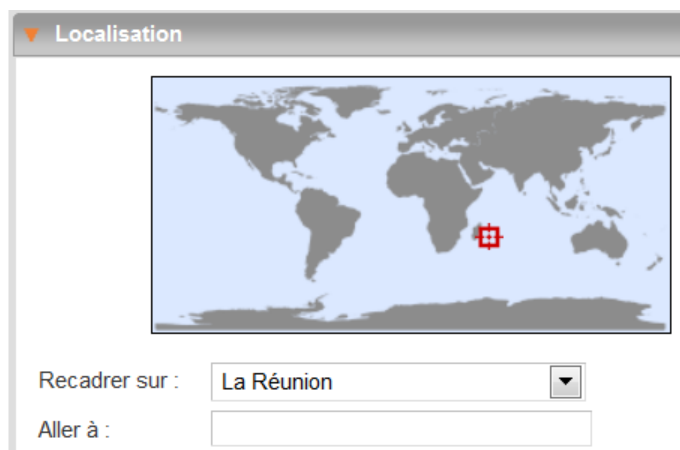 Localisation
Recadrer sur : La Réunion
Aller à :